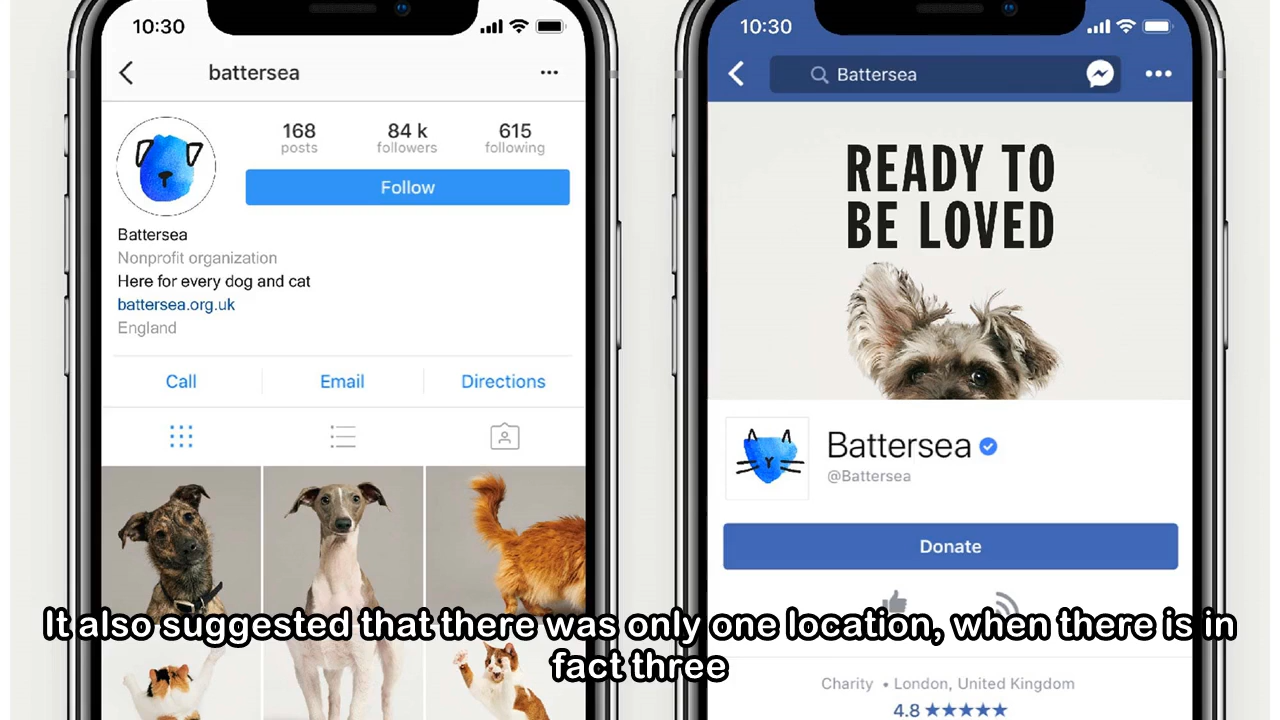 10:30
battersea
168
84 k
615
posts
followers
following
Follow
Battersea
Nonprofit organization
Here for every dog and cat
battersea.org.uk
England
Call
Email
Directions
10:30
Battersea
READY TO
BE LOVED
Battersea
@Battersea
Donate
Charity • London, United Kingdom
4.8 ★★★★★
It also suggested that there was only one location, when there is in
fact three